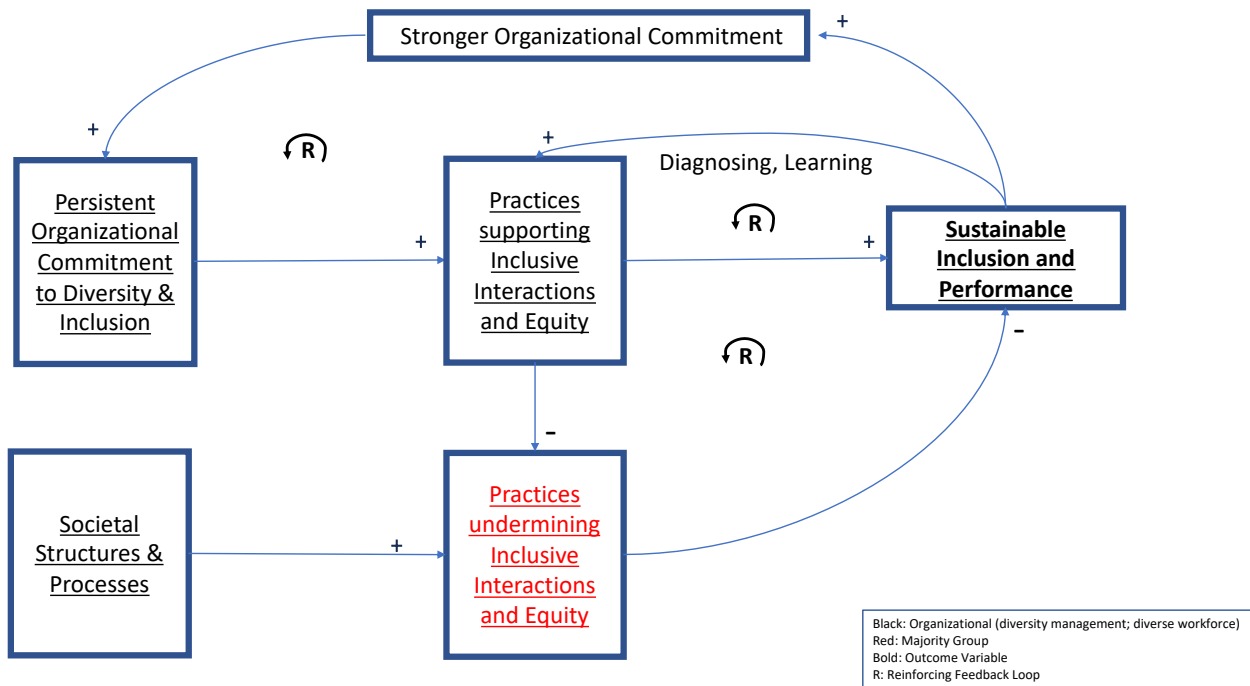 Stronger Organizational Commitment
+
+
R
+
Diagnosing, Learning
Persistent
Organizational
Commitment
to Diversity &
Inclusion
+
Practices
supporting
Inclusive
Interactions
and Equity
R
+
Sustainable
Inclusion and
Performance
R
-
-
Societal
Structures &
Processes
+
Practices
undermining
Inclusive
Interactions
and Equity
Black: Organizational (diversity management; diverse workforce)
Red: Majority Group
Bold: Outcome Variable
R: Reinforcing Feedback Loop